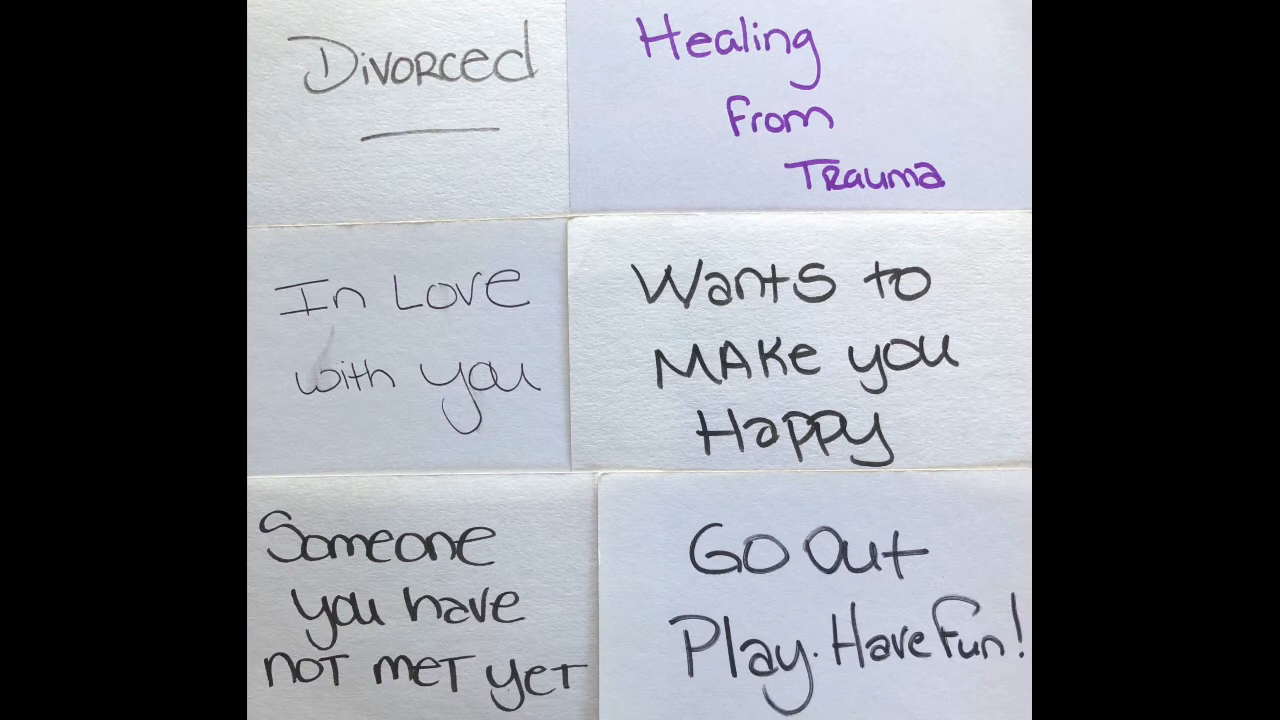 Divorced
Healing
From
Trauma
In Love
with you
Wants to
MAKe you
Happy
Someone
you have
NOT MET yeT
GO Out
Play. Have Fun!